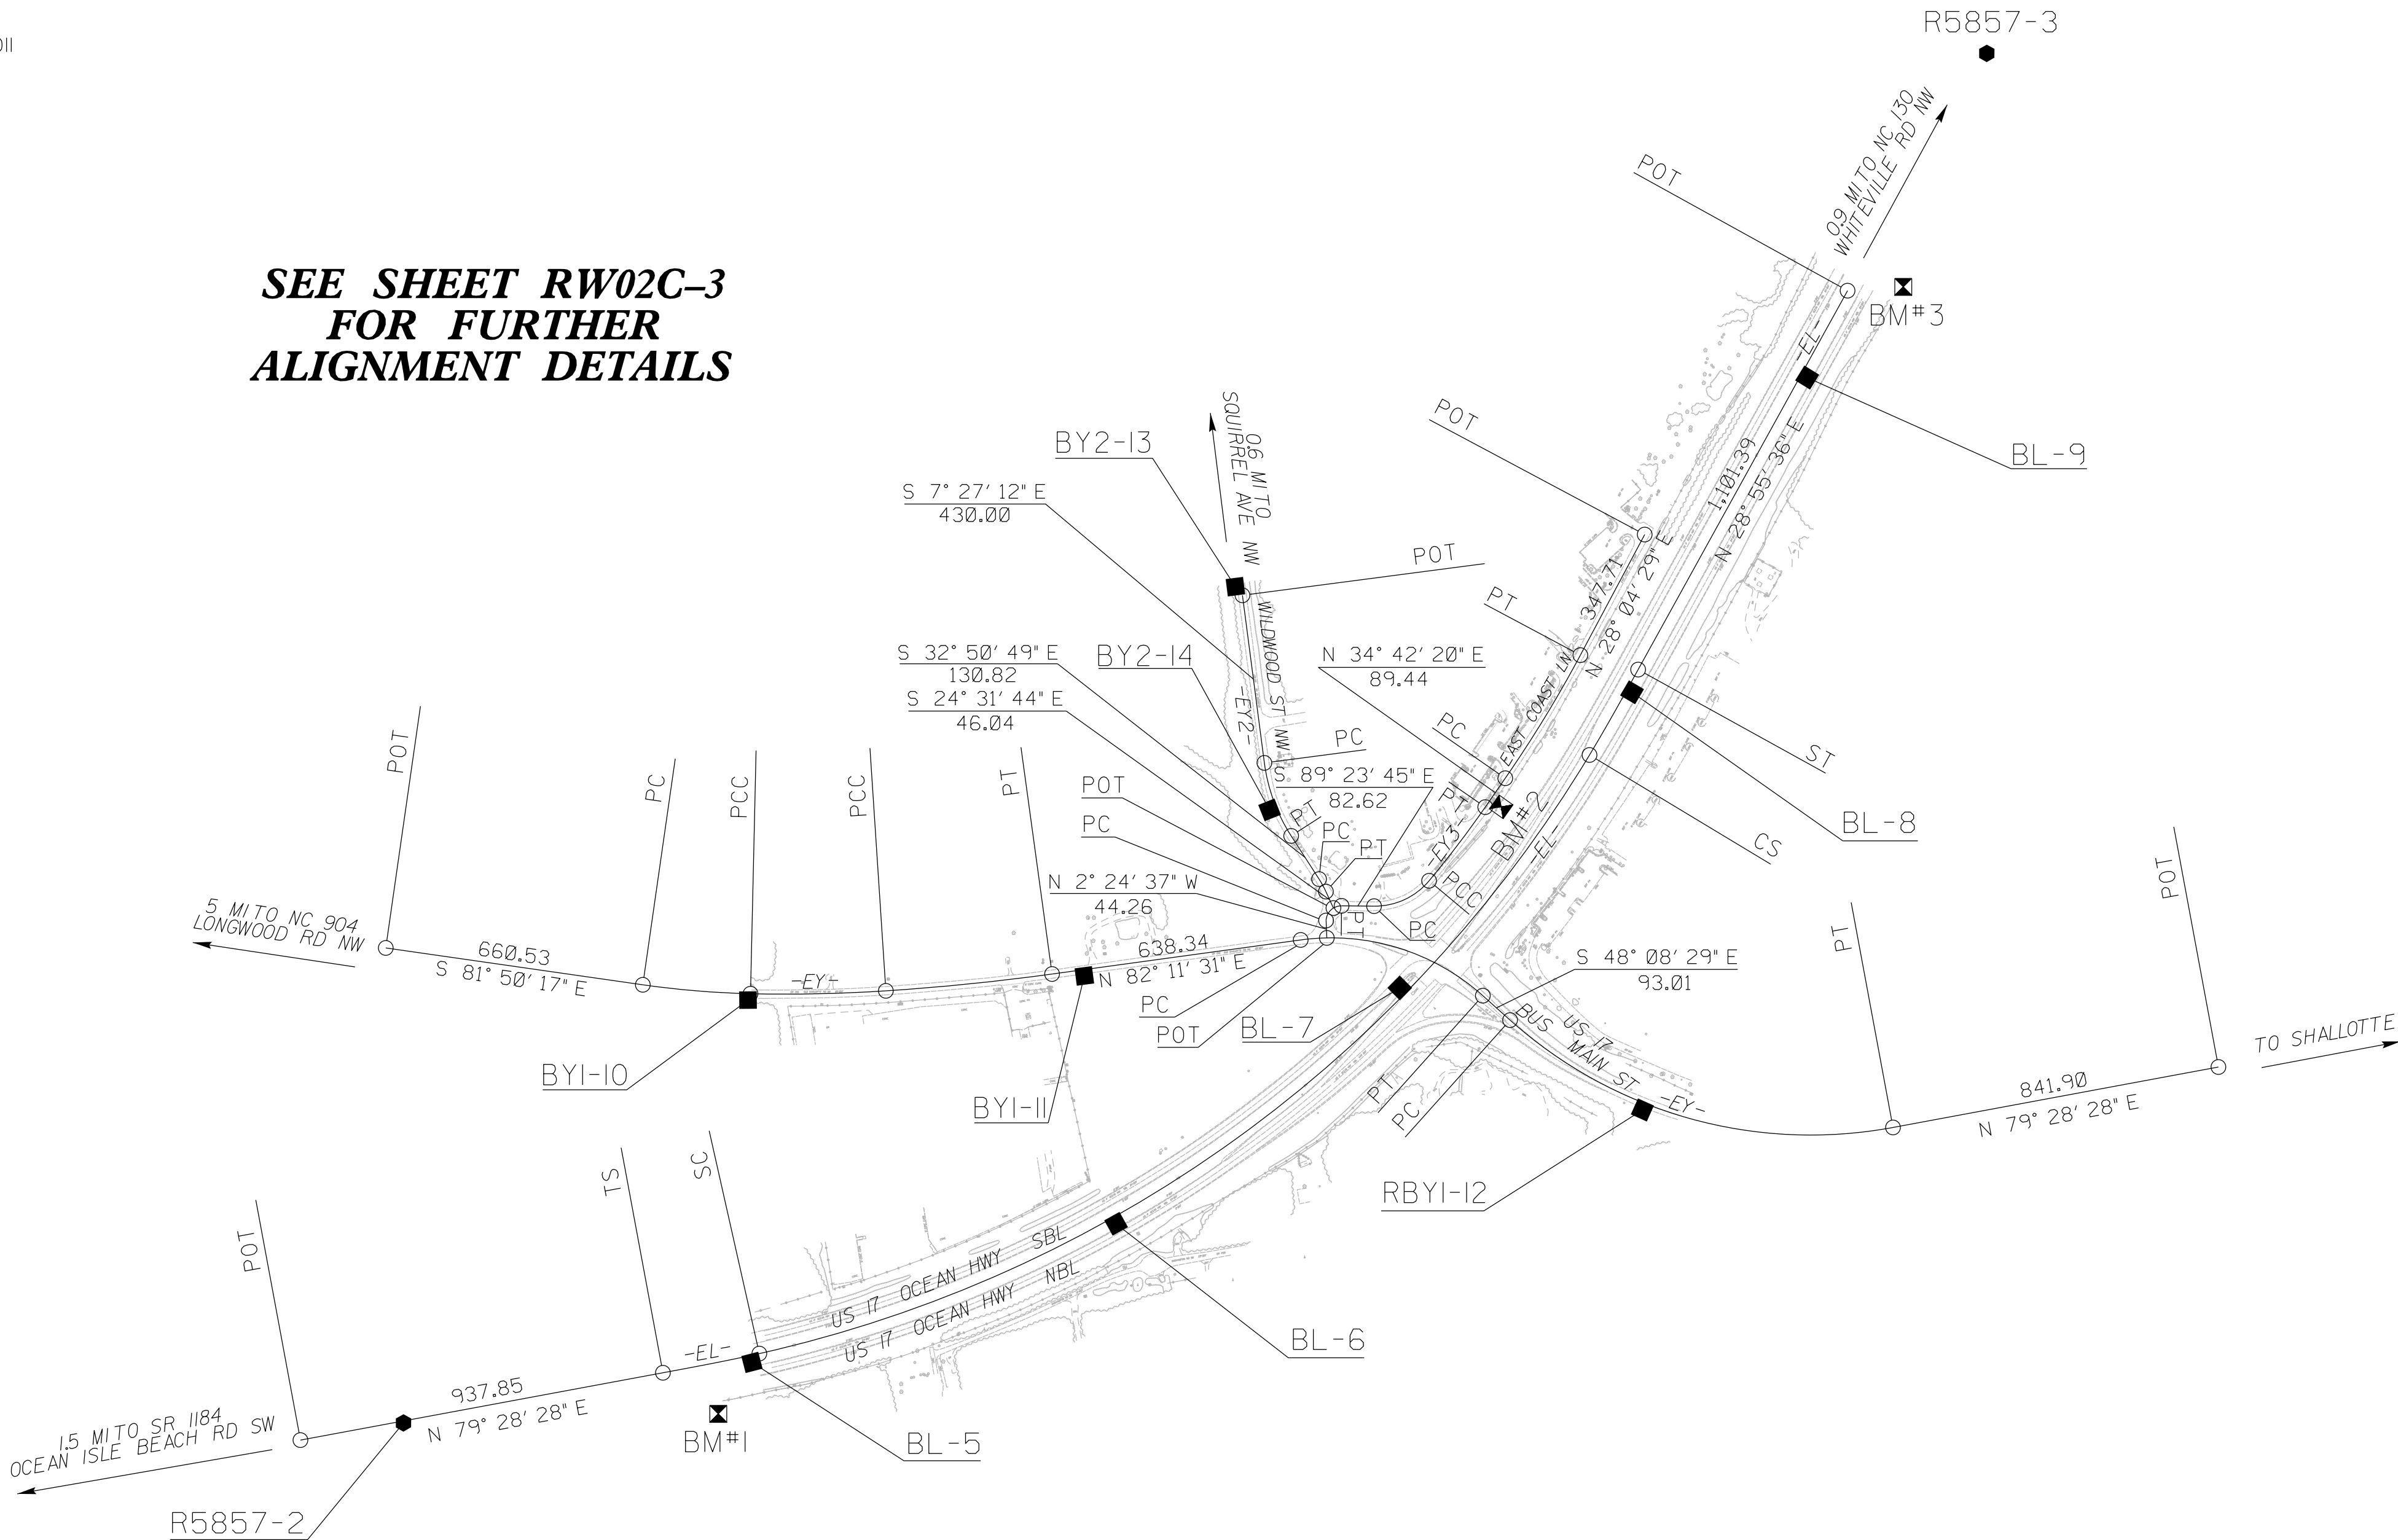 R5857-3
0.9 MI TO NC 130
WHITEVILLE RD NW
POT
SEE SHEET RW02C-3
FOR FURTHER
ALIGNMENT DETAILS
BM#3
-EL-
BL-9
POT
1,101.39
N 28° 55' 36" E
BY2-13
0.6 MI TO
SQUIRREL AVE NW
S 7° 27' 12" E
430.00
POT
PT
347.71
N 28° 04' 29" E
WILDWOOD ST NW
-EY2-
S 32° 50' 49" E
130.82
BY2-14
N 34° 42' 20" E
89.44
S 24° 31' 44" E
46.04
EAST COAST LN
PC
PC
ST
POT
PC
PCC
PCC
PT
POT
S 89° 23' 45" E
82.62
PT
BM#2
BL-8
CS
PC
PT
PC
PT
-EY3-
-EL-
PCC
N 2° 24' 37" W
44.26
PT
PC
POT
PT
5 MI TO NC 904
LONGWOOD RD NW
660.53
S 81° 50' 17" E
-EY-
638.34
N 82° 11' 31" E
S 48° 08' 29" E
93.01
PC
POT
BL-7
BUS US 17
MAIN ST.
-EY-
BY1-10
BY1-11
PT
PC
TO SHALLOTTE
841.90
N 79° 28' 28" E
RBY1-12
POT
TS
SC
US 17 OCEAN HWY SBL
US 17 OCEAN HWY NBL
BL-6
-EL-
937.85
N 79° 28' 28" E
BM#1
BL-5
1.5 MI TO SR 1184
OCEAN ISLE BEACH RD SW
R5857-2